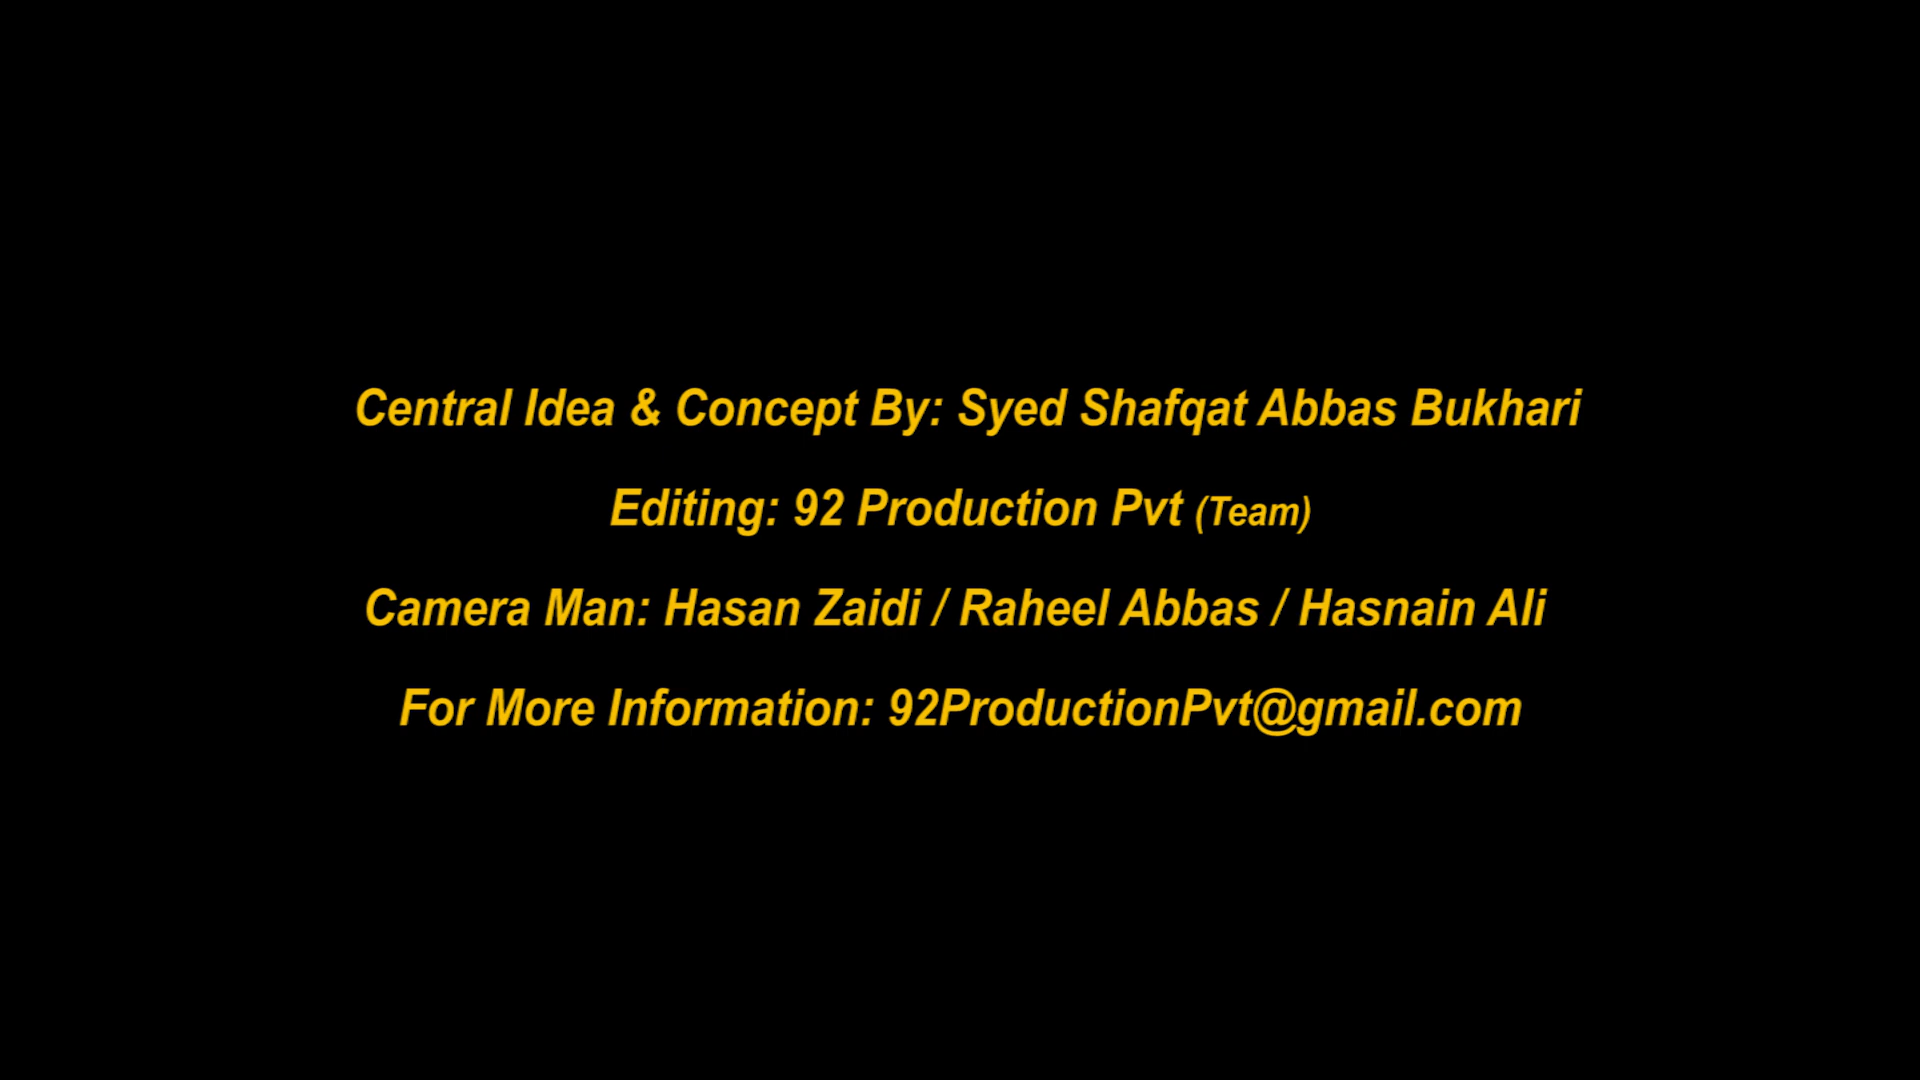 Central Idea & Concept By: Syed Shafqat Abbas Bukhari
Editing: 92 Production Pvt (Team)
Camera Man: Hasan Zaidi / Raheel Abbas / Hasnain Ali
For More Information: 92ProductionPvt@gmail.com